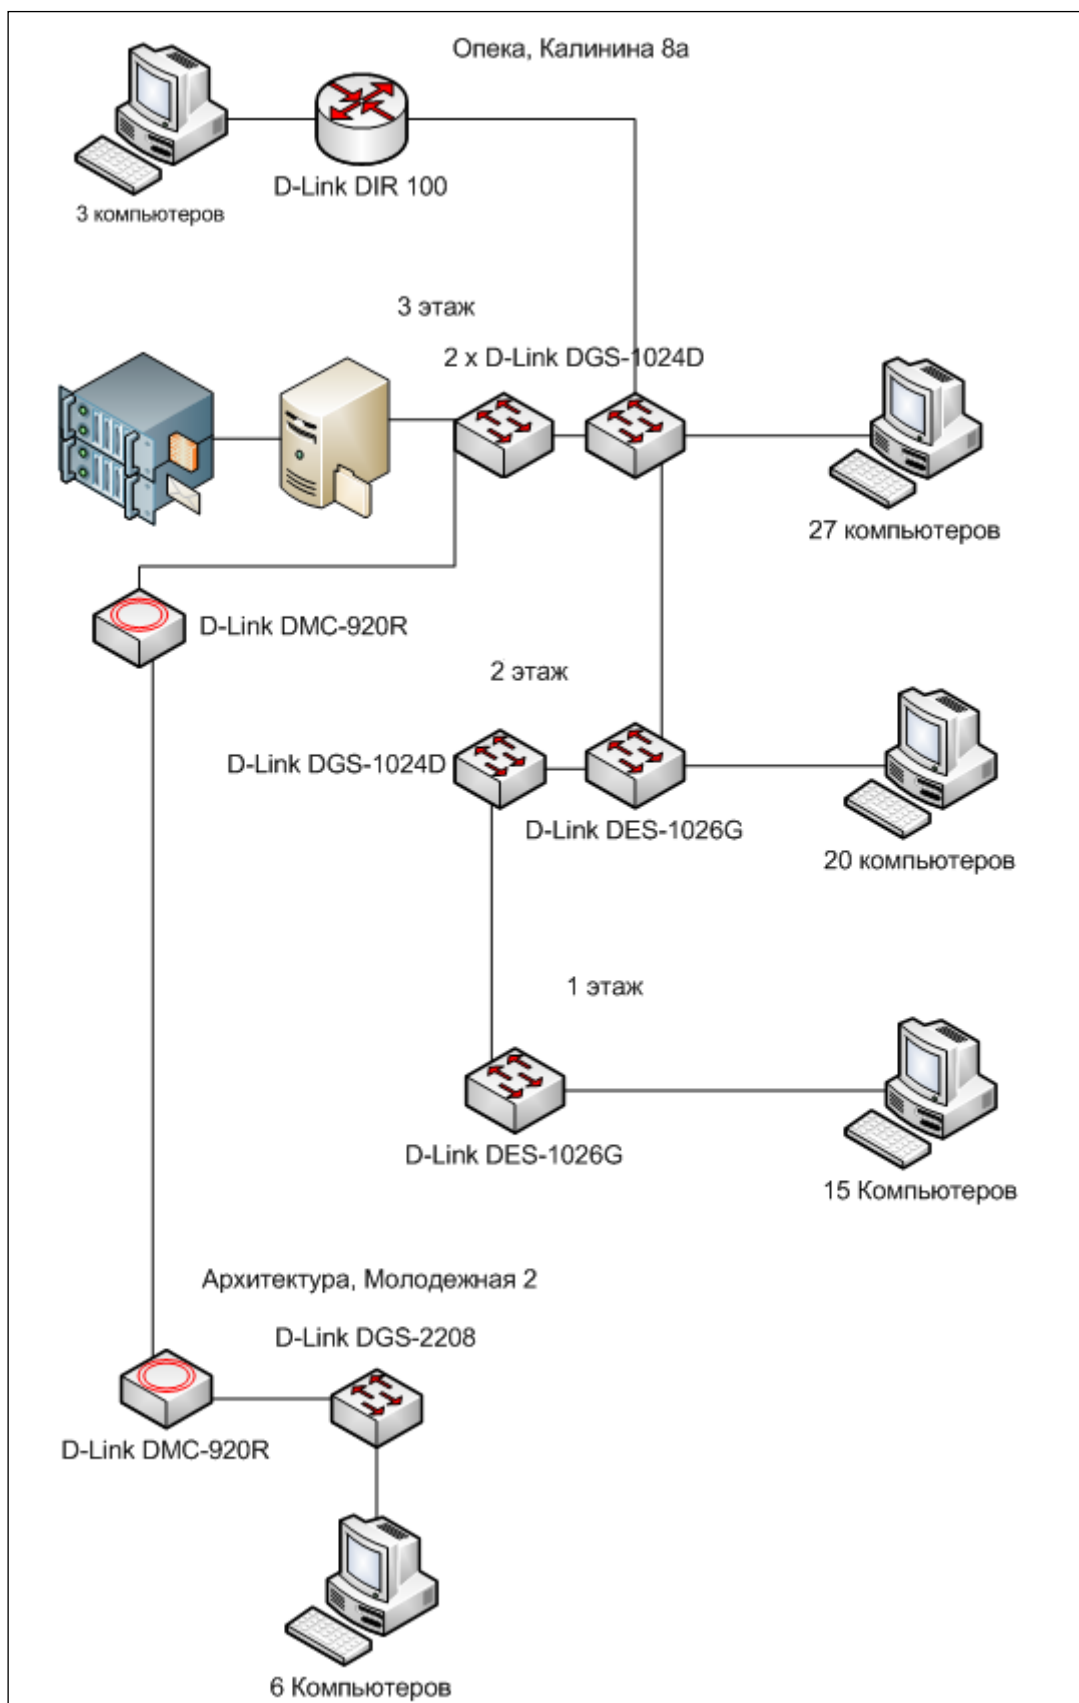 Опека, Калинина 8а
D-Link DIR 100
3 компьютеров
3 этаж
2 x D-Link DGS-1024D
27 компьютеров
D-Link DMC-920R
2 этаж
D-Link DGS-1024D
D-Link DES-1026G
20 компьютеров
1 этаж
D-Link DES-1026G
15 Компьютеров
Архитектура, Молодежная 2
D-Link DGS-2208
D-Link DMC-920R
6 Компьютеров